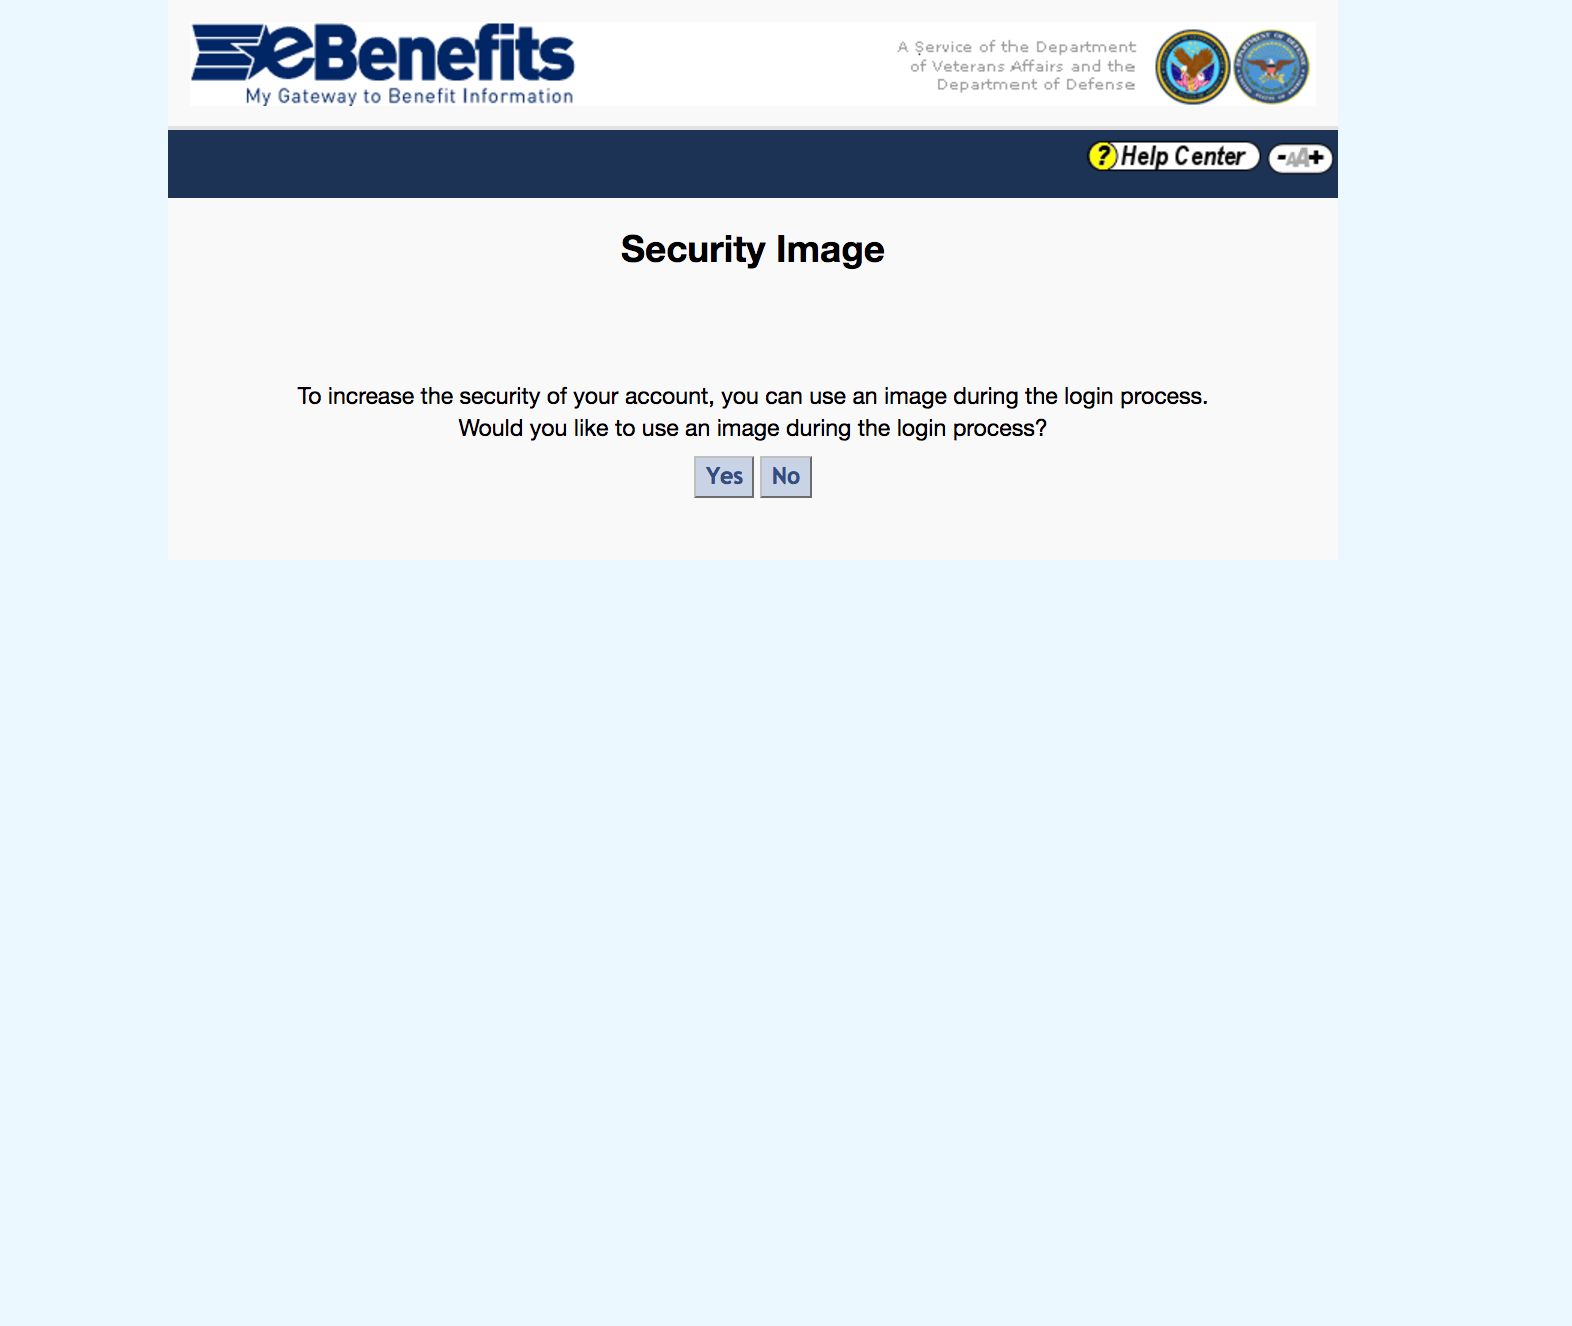 eBenefits
My Gateway to Benefit Information
A Service of the Department
of Veterans Affairs and the
Department of Defense
? Help Center
-AA+
Security Image
To increase the security of your account, you can use an image during the login process.
Would you like to use an image during the login process?
Yes No